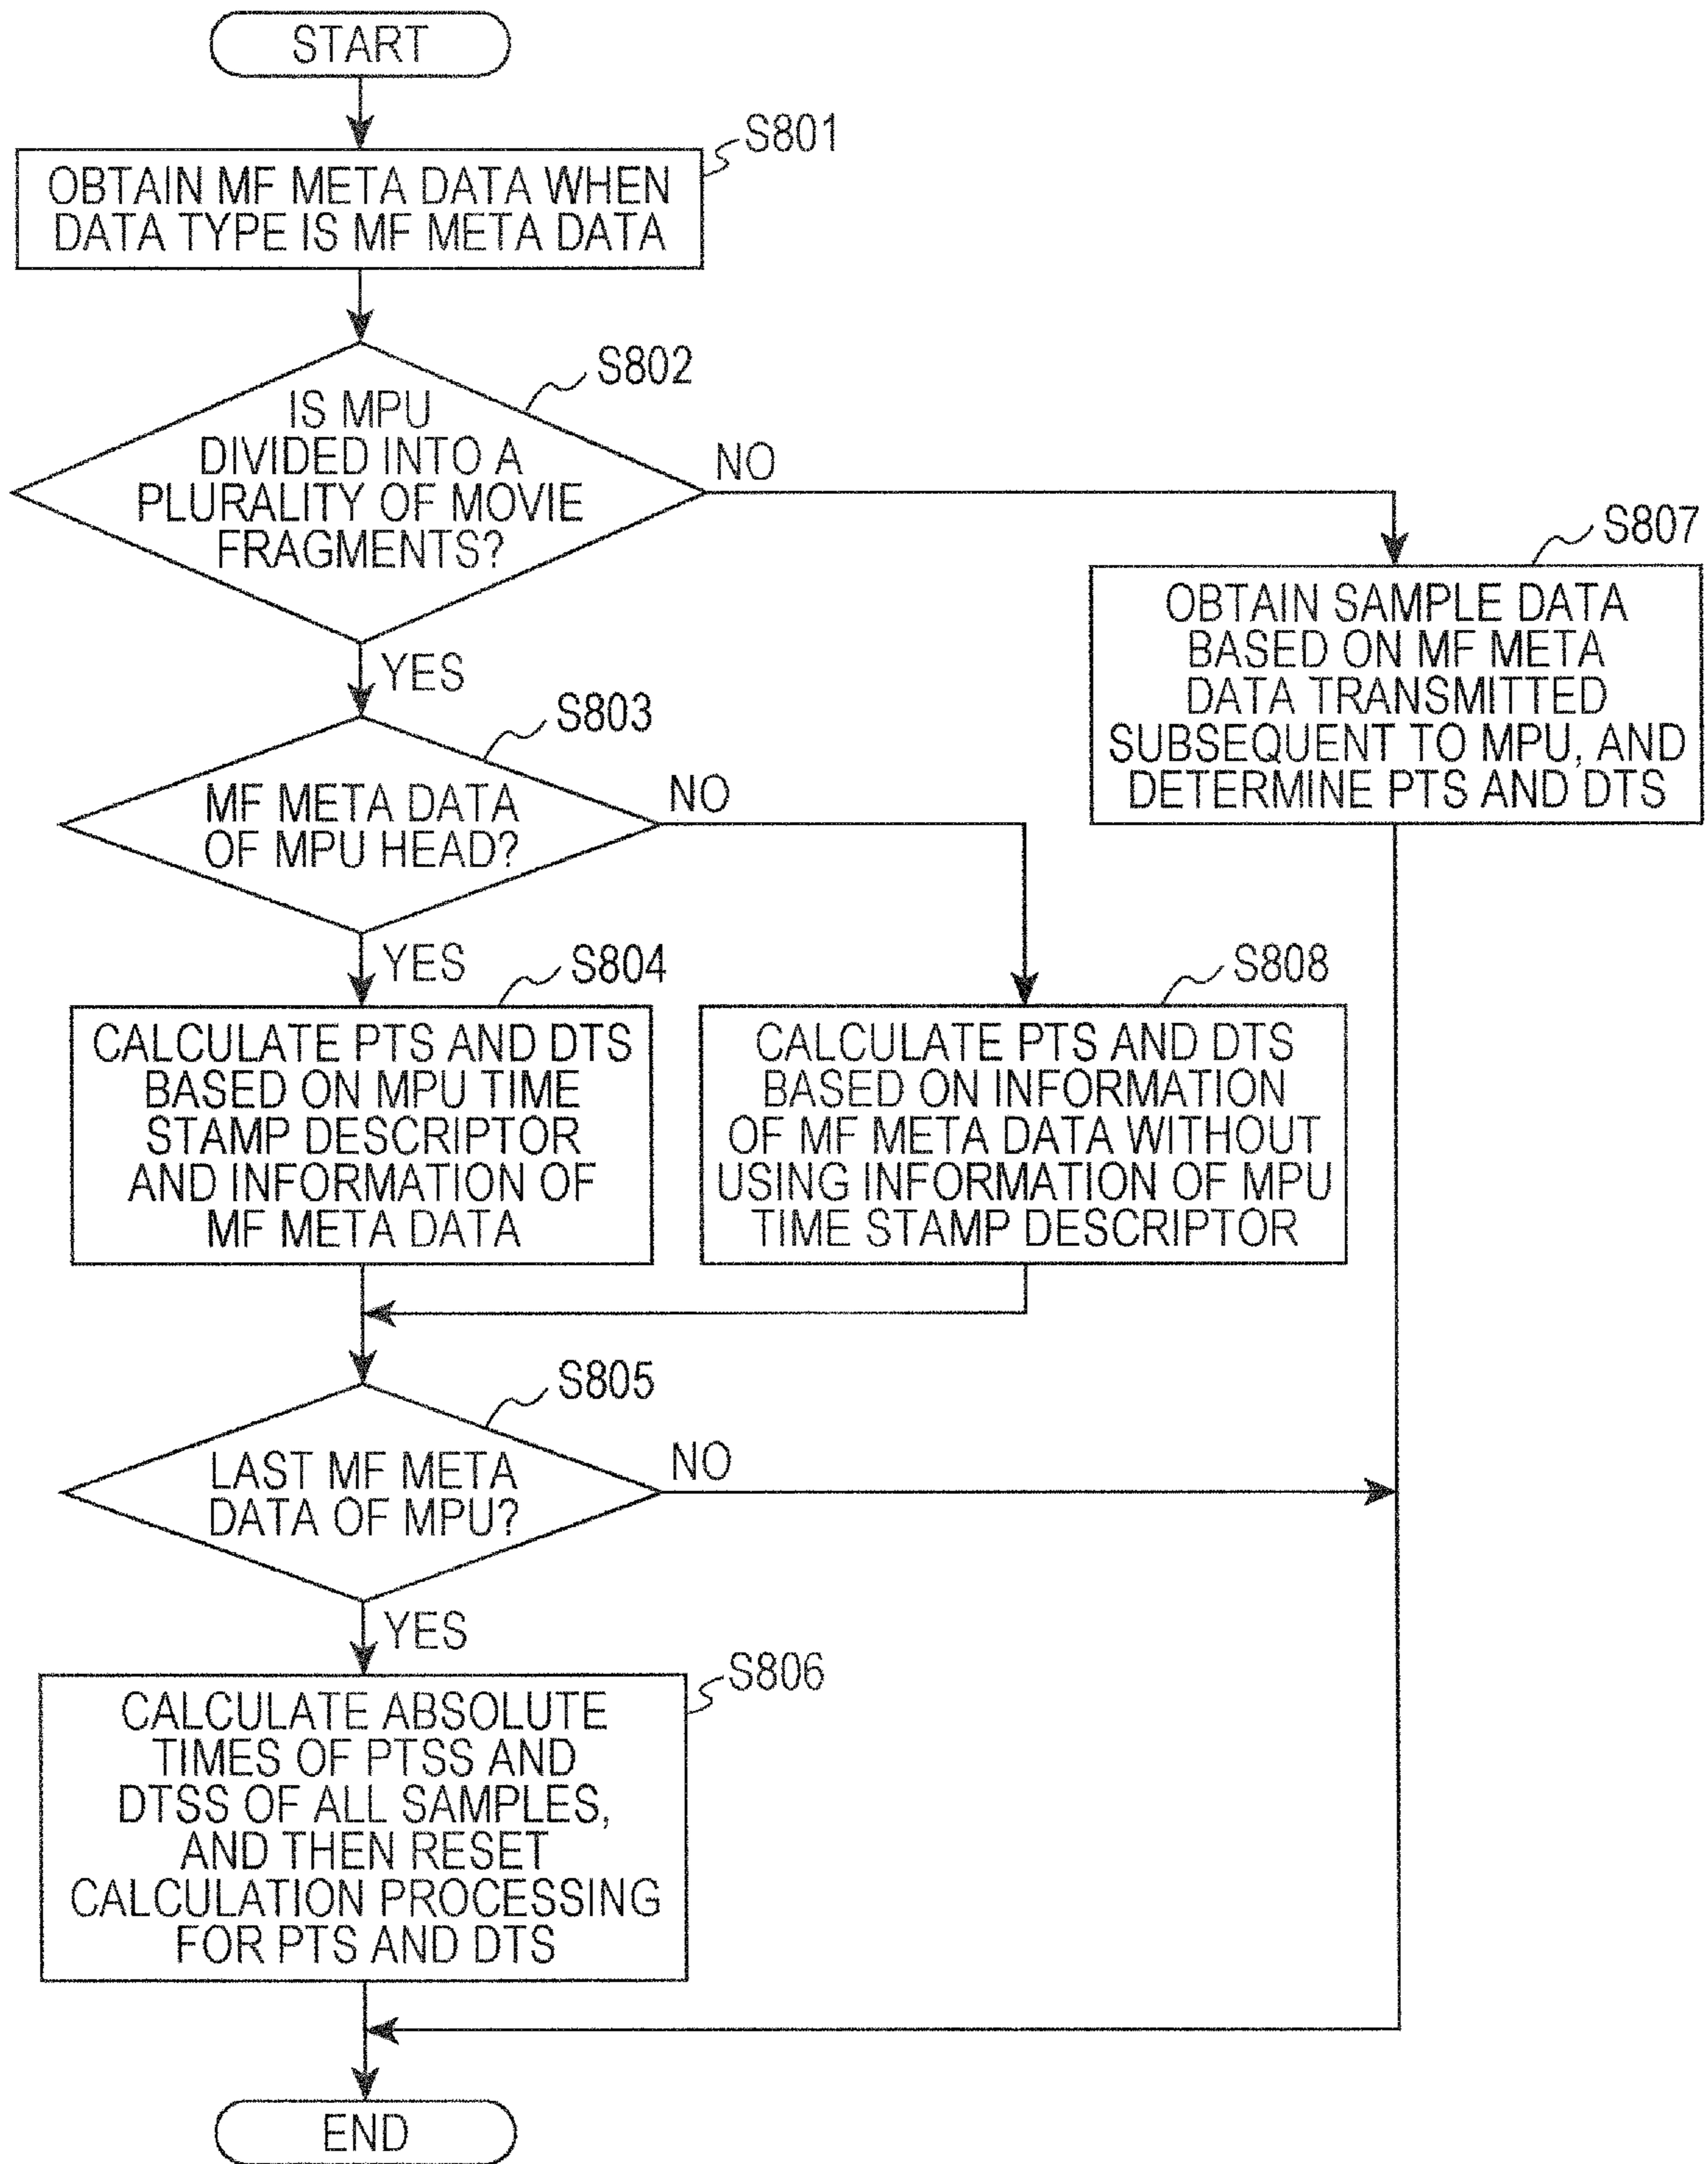 START
S801
OBTAIN MF META DATA WHEN
DATA TYPE IS MF META DATA
S802
IS MPU
DIVIDED INTO A
PLURALITY OF MOVIE
FRAGMENTS?
NO
YES
S807
OBTAIN SAMPLE DATA
BASED ON MF META
DATA TRANSMITTED
SUBSEQUENT TO MPU, AND
DETERMINE PTS AND DTS
S803
MF META DATA
OF MPU HEAD?
NO
YES
S804
CALCULATE PTS AND DTS
BASED ON MPU TIME
STAMP DESCRIPTOR
AND INFORMATION OF
MF META DATA
S808
CALCULATE PTS AND DTS
BASED ON INFORMATION
OF MF META DATA WITHOUT
USING INFORMATION OF MPU
TIME STAMP DESCRIPTOR
S805
LAST MF META
DATA OF MPU?
NO
YES
S806
CALCULATE ABSOLUTE
TIMES OF PTSS AND
DTSS OF ALL SAMPLES,
AND THEN RESET
CALCULATION PROCESSING
FOR PTS AND DTS
END